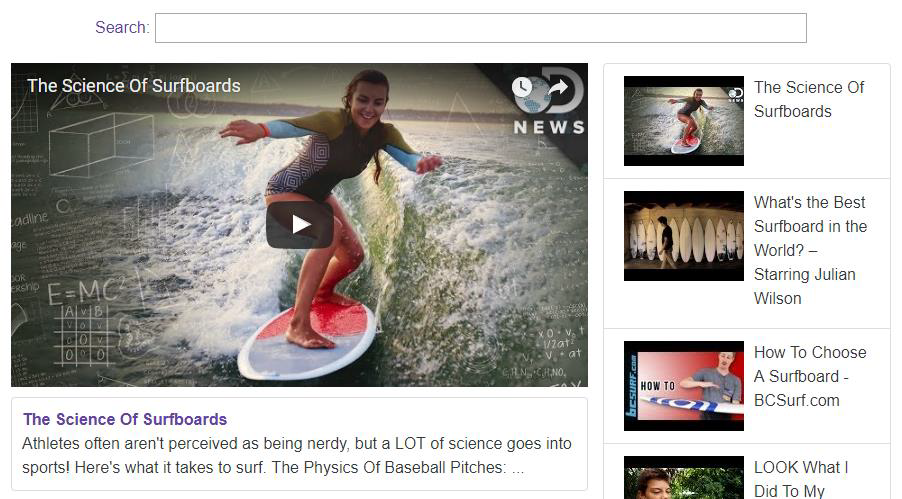 Search:
The Science Of Surfboards
NEWS
E=MC²
The Science Of Surfboards
Athletes often aren't perceived as being nerdy, but a LOT of science goes into
sports! Here's what it takes to surf. The Physics Of Baseball Pitches: ...
The Science Of
Surfboards
NEWS
What's the Best
Surfboard in the
World? –
Starring Julian
Wilson
bcsurf.com
HOW TO
How To Choose
A Surfboard -
BCSurf.com
LOOK What I
Did To My